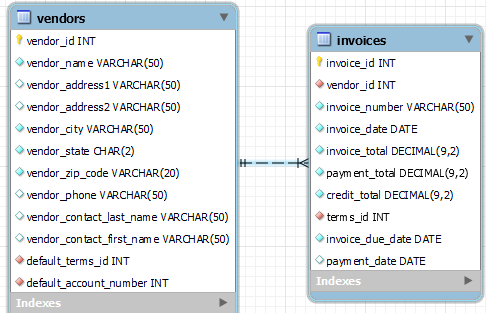 vendors
vendor_id INT
vendor_name VARCHAR(50)
vendor_address1 VARCHAR(50)
vendor_address2 VARCHAR(50)
vendor_city VARCHAR(50)
vendor_state CHAR(2)
vendor_zip_code VARCHAR(20)
vendor_phone VARCHAR(50)
vendor_contact_last_name VARCHAR(50)
vendor_contact_first_name VARCHAR(50)
default_terms_id INT
default_account_number INT
Indexes
invoices
invoice_id INT
vendor_id INT
invoice_number VARCHAR(50)
invoice_date DATE
invoice_total DECIMAL(9,2)
payment_total DECIMAL(9,2)
credit_total DECIMAL(9,2)
terms_id INT
invoice_due_date DATE
payment_date DATE
Indexes